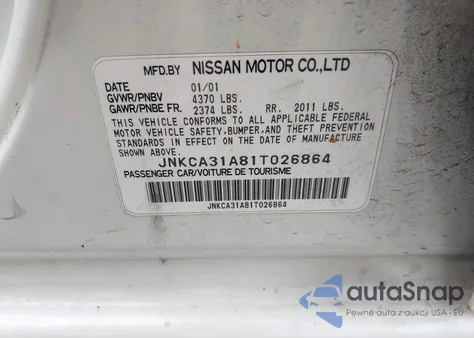 MFD.BY NISSAN MOTOR CO.,LTD
DATE 01/01
GVWR/PNBV 4370 LBS.
GAWR/PNBE FR. 2374 LBS. RR. 2011 LBS.
THIS VEHICLE CONFORMS TO ALL APPLICABLE FEDERAL
MOTOR VEHICLE SAFETY,BUMPER,AND THEFT PREVENTION
STANDARDS IN EFFECT ON THE DATE OF MANUFACTURE
SHOWN ABOVE.
JNKCA31A81T026864
PASSENGER CAR/VOITURE DE TOURISME
JNKCA31A81T026864
autoSnap
Pewne auta z aukcji USA - EU